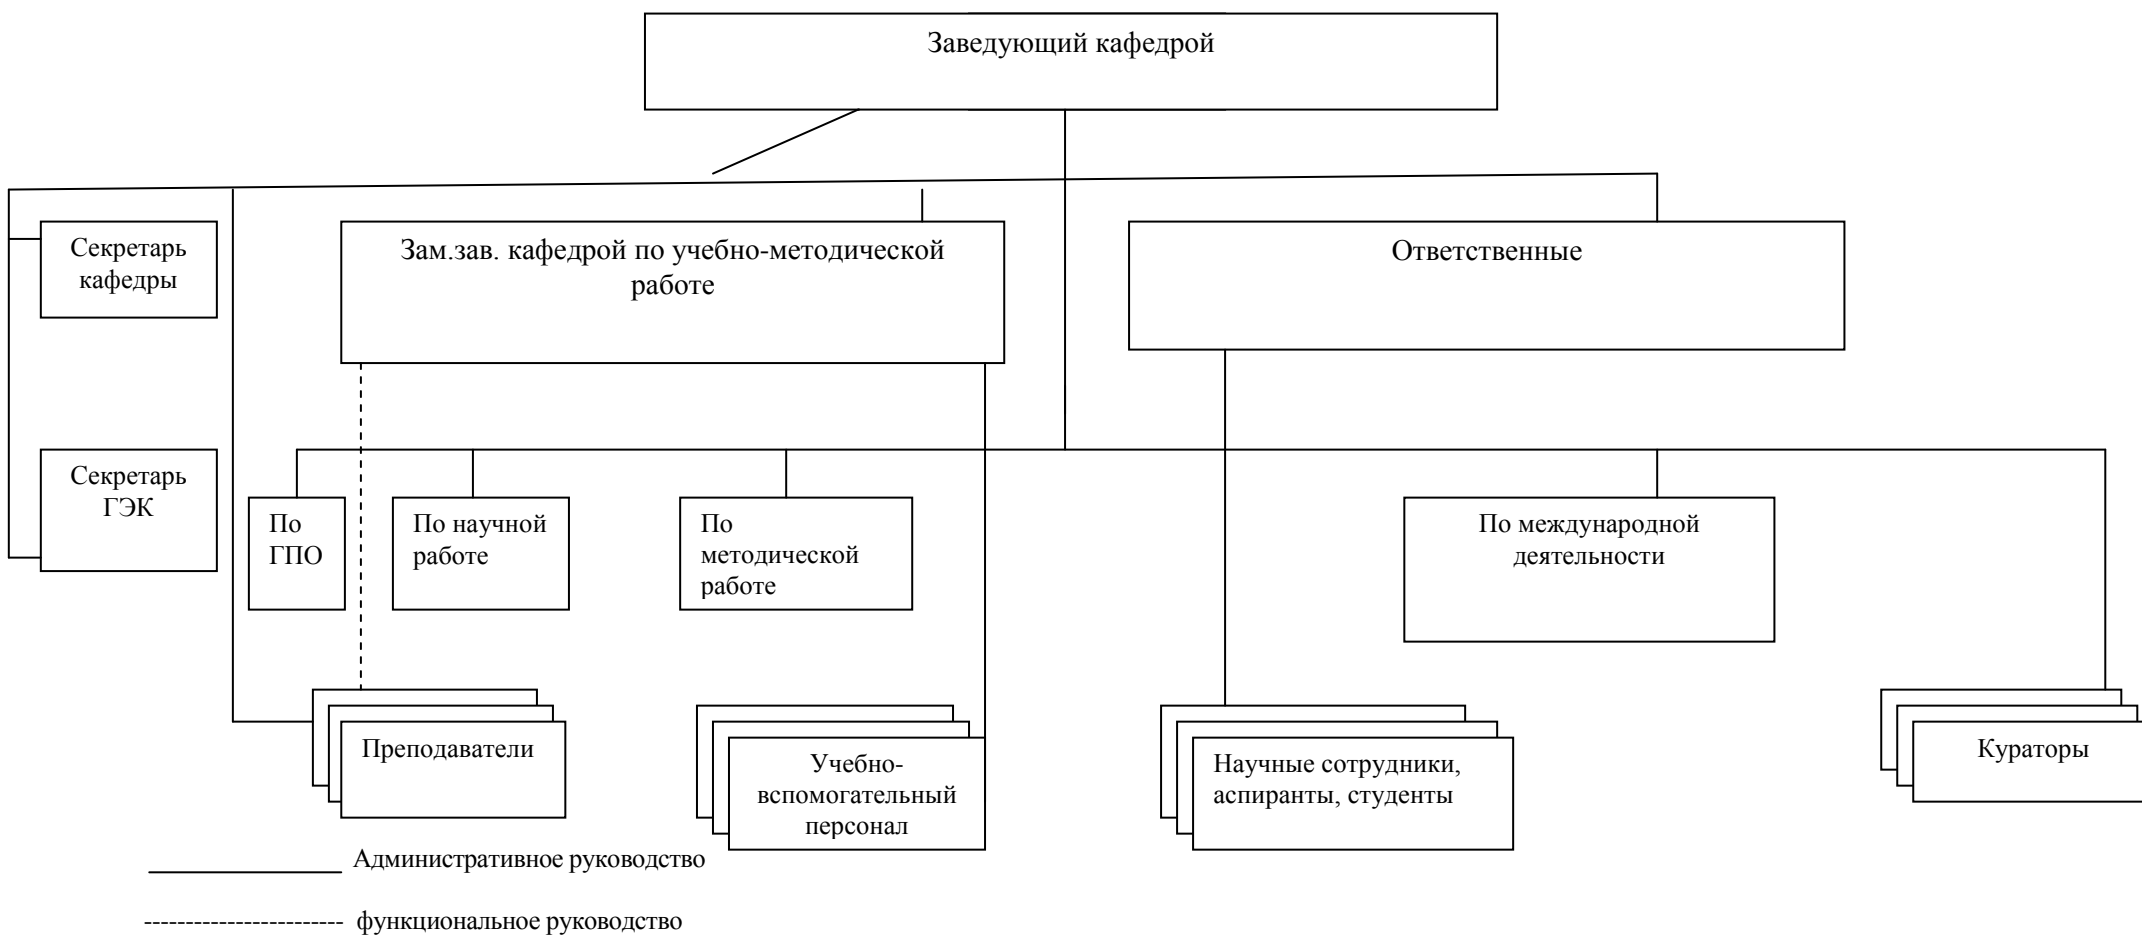 Заведующий кафедрой
Секретарь
кафедры
Зам.зав. кафедрой по учебно-методической
работе
Ответственные
Секретарь
ГЭК
По
ГПО
По научной
работе
По
методической
работе
По международной
деятельности
Преподаватели
Учебно-
вспомогательный
персонал
Научные сотрудники,
аспиранты, студенты
Кураторы
Административное руководство
функциональное руководство